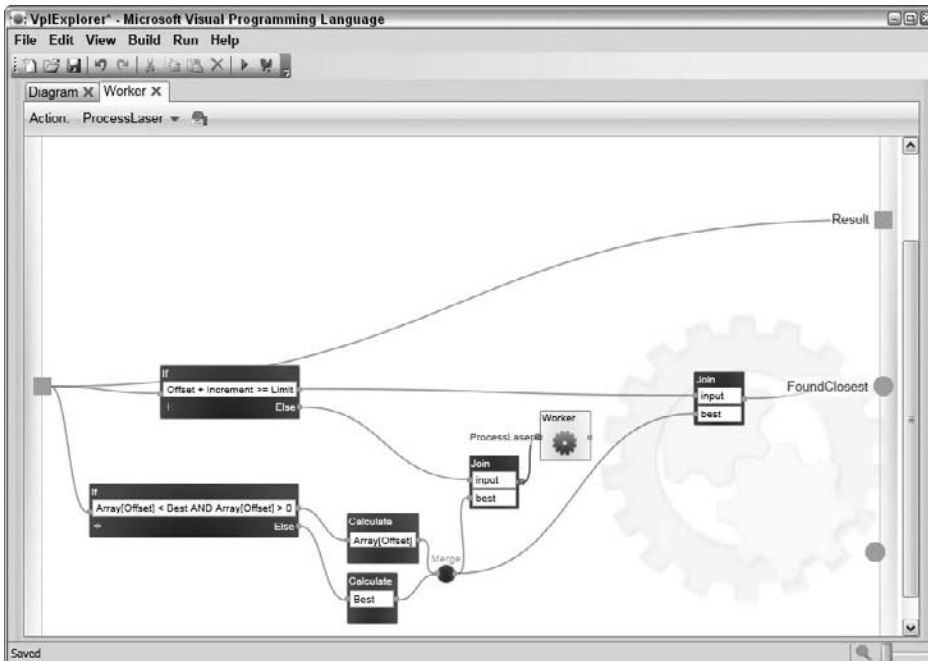 VplExplorer* - Microsoft Visual Programming Language
File Edit View Build Run Help
Diagram Worker
Action. ProcessLaser
Result
If
Offset + Increment >= Limit
Else
Join
input
best
FoundClosest
Worker
ProcessLaser
Join
input
best
If
Array[Offset] < Best AND Array[Offset] > 0
Else
Calculate
Array[Offset]
Merge
Calculate
Best
Saved